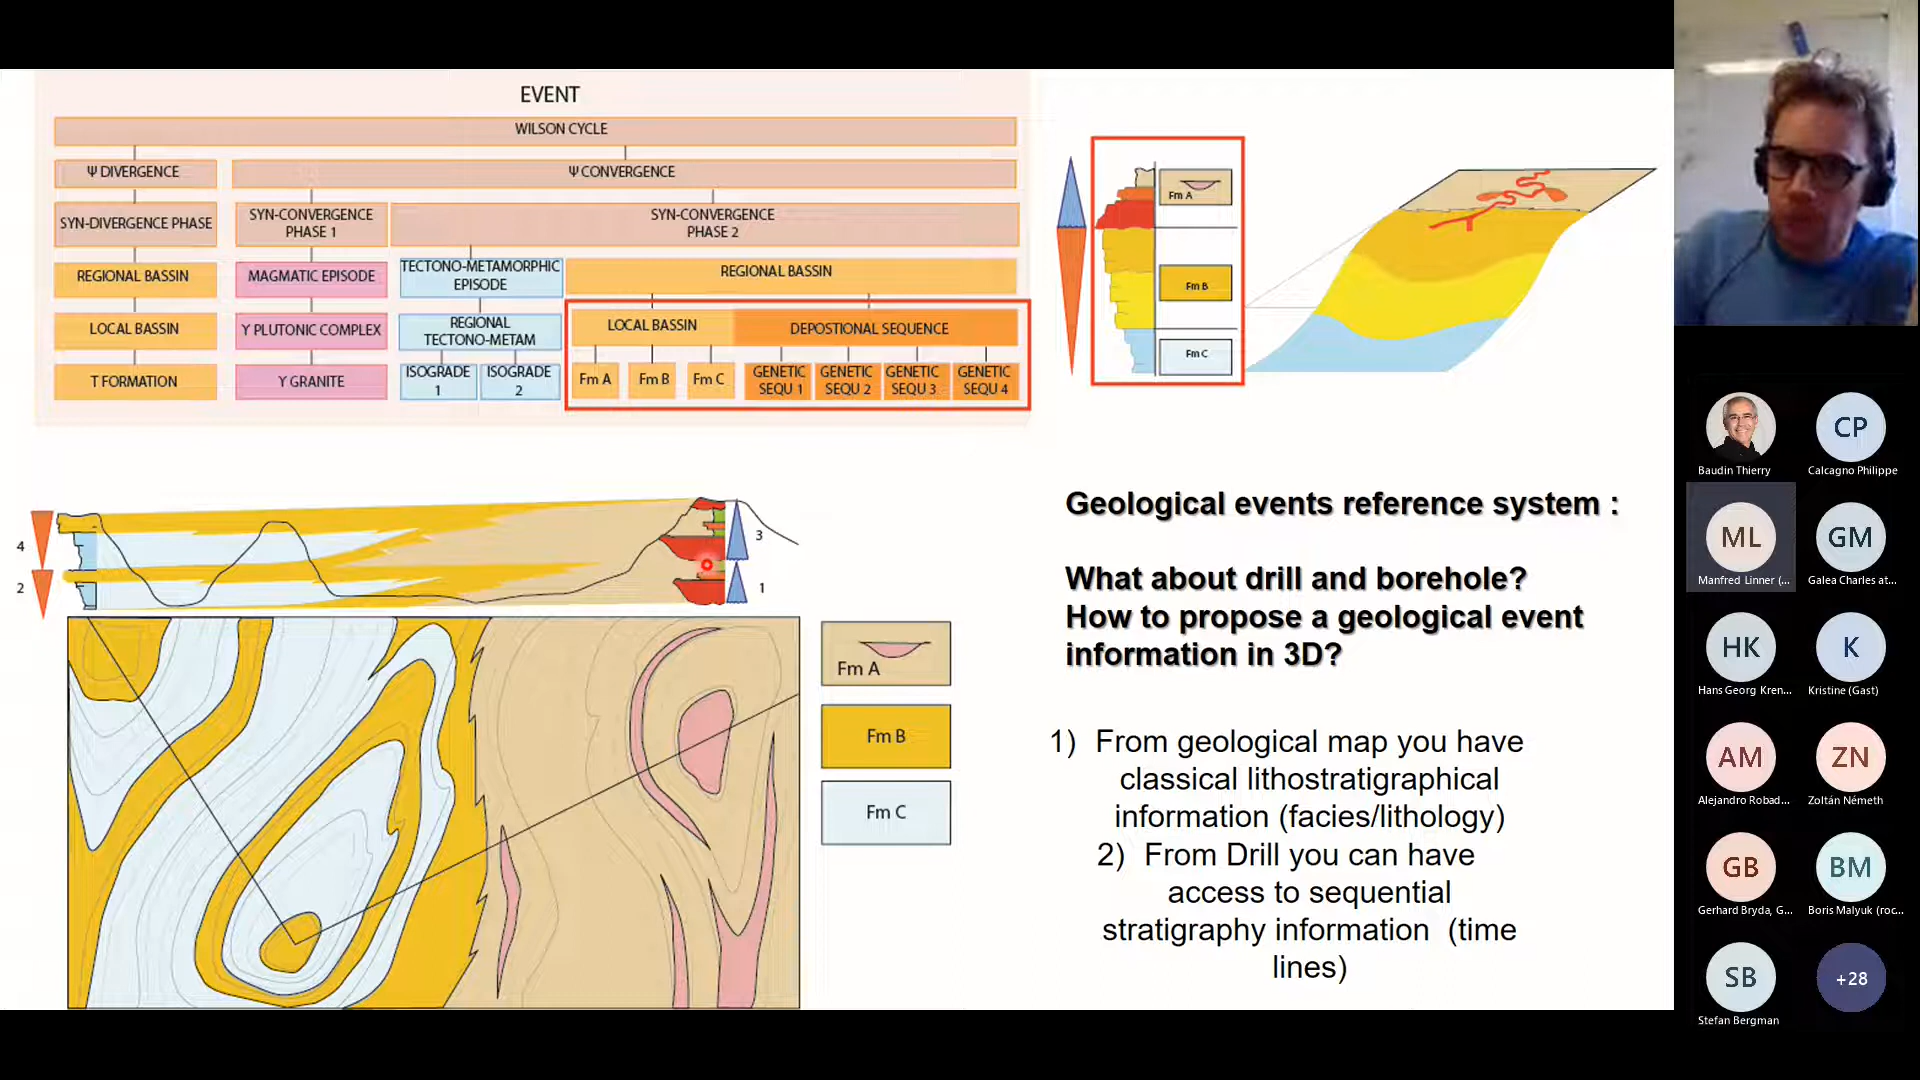 EVENT
WILSON CYCLE
Ψ DIVERGENCE
Ψ CONVERGENCE
SYN-DIVERGENCE PHASE
SYN-CONVERGENCE
PHASE 1
SYN-CONVERGENCE
PHASE 2
REGIONAL BASSIN
MAGMATIC EPISODE
TECTONO-METAMORPHIC
EPISODE
REGIONAL BASSIN
LOCAL BASSIN
Y PLUTONIC COMPLEX
REGIONAL
TECTONO-METAM
LOCAL BASSIN
DEPOSTIONAL SEQUENCE
T FORMATION
Y GRANITE
ISOGRADE
1
ISOGRADE
2
Fm A
Fm B
Fm C
GENETIC
SEQU 1
GENETIC
SEQU 2
GENETIC
SEQU 3
GENETIC
SEQU 4
Fm A
Fm B
Fm C
4
2
3
1
Fm A
Fm B
Fm C
Geological events reference system :
What about drill and borehole?
How to propose a geological event
information in 3D?
1) From geological map you have
classical lithostratigraphical
information (facies/lithology)
2) From Drill you can have
access to sequential
stratigraphy information (time
lines)
Baudin Thierry
CP
Calcagno Philippe
ML
Manfred Linner (...
GM
Galea Charles at...
HK
Hans Georg Kren...
K
Kristine (Gast)
AM
Alejandro Robad...
ZN
Zoltán Németh
GB
Gerhard Bryda, G...
BM
Boris Malyuk (roc...
SB
Stefan Bergman
+28